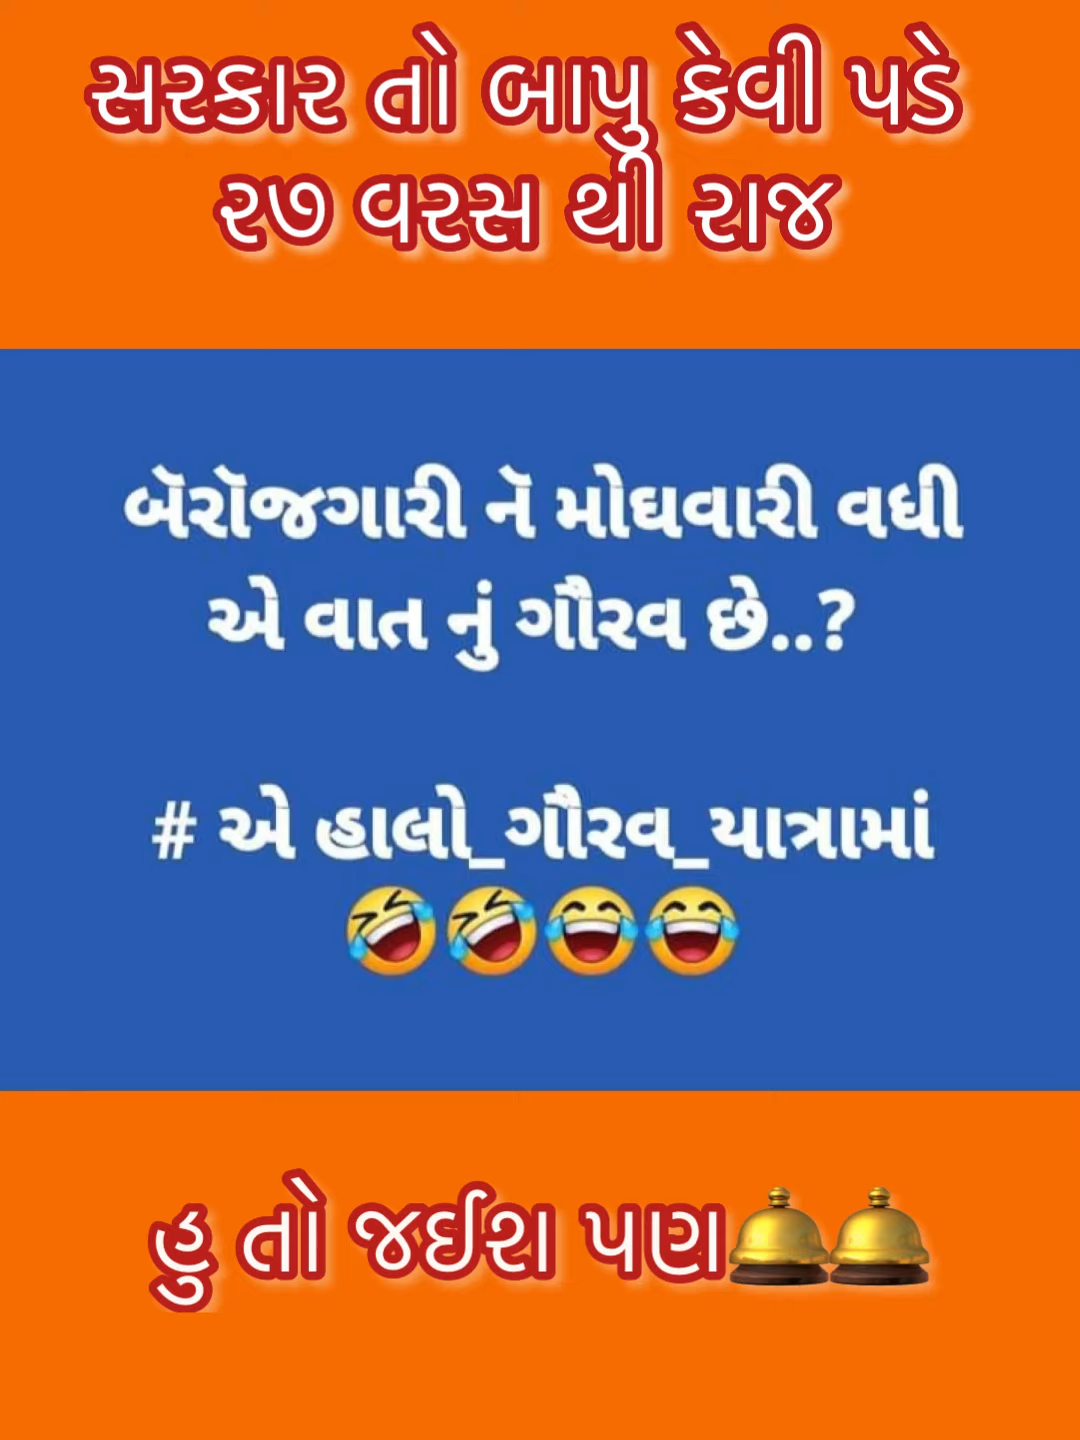 સરકાર તો બાપુ કેવી પડે
૨૭ વરસ થી રાજ
બૅરૉજગારી નૅ મોઘવારી વધી
એ વાત નું ગૌરવ છે..?
# એ હાલો_ગૌરવ_યાત્રામાં
🤣🤣😂😂
હુ તો જઈશ પણ🛎🛎